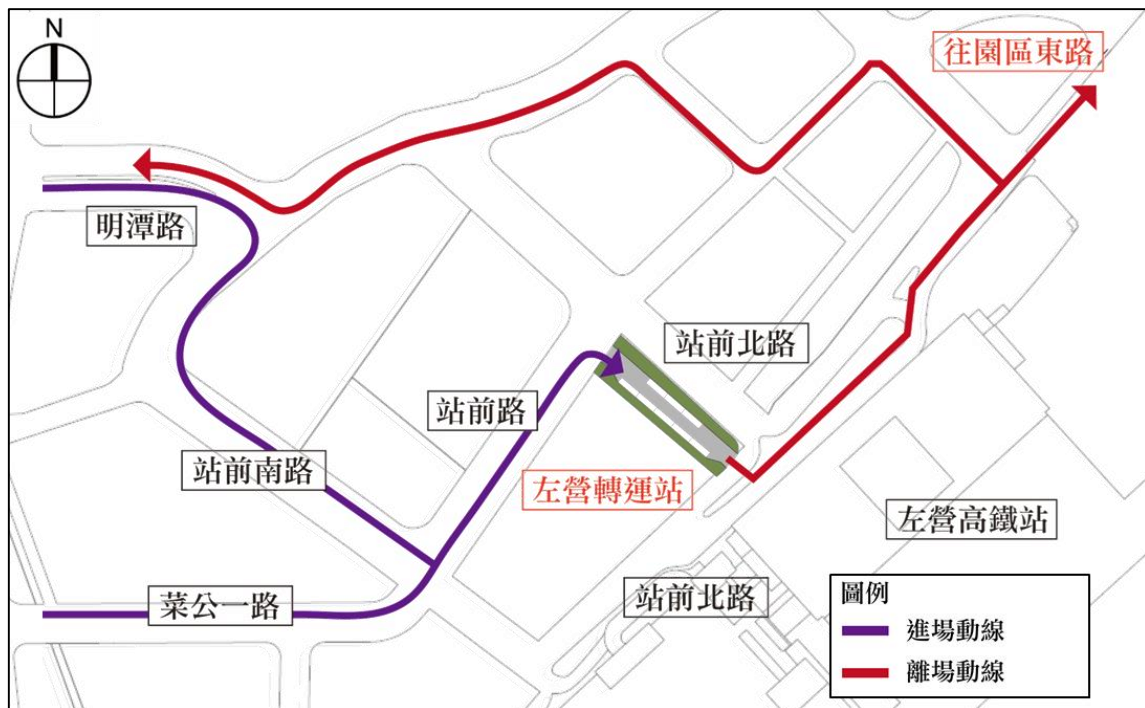 N
往園區東路
明潭路
站前北路
站前路
站前南路
左營轉運站
左營高鐵站
菜公一路
站前北路
圖例
進場動線
離場動線